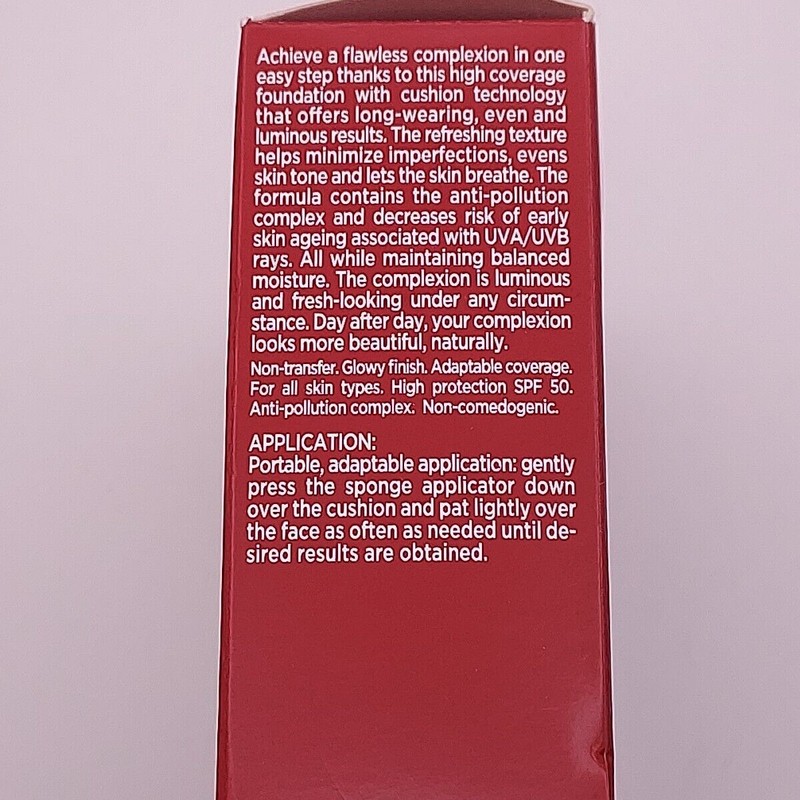 Achieve a flawless complexion in one
easy step thanks to this high coverage
foundation with cushion technology
that offers long-wearing, even and
luminous results. The refreshing texture
helps minimize imperfections, evens
skin tone and lets the skin breathe. The
formula contains the anti-pollution
complex and decreases risk of early
skin ageing associated with UVA/UVB
rays. All while maintaining balanced
moisture. The complexion is luminous
and fresh-looking under any circum-
stance. Day after day, your complexion
looks more beautiful, naturally.
Non-transfer. Glowy finish. Adaptable coverage.
For all skin types. High protection SPF 50.
Anti-pollution complex. Non-comedogenic.
APPLICATION:
Portable, adaptable application: gently
press the sponge applicator down
over the cushion and pat lightly over
the face as often as needed until de-
sired results are obtained.